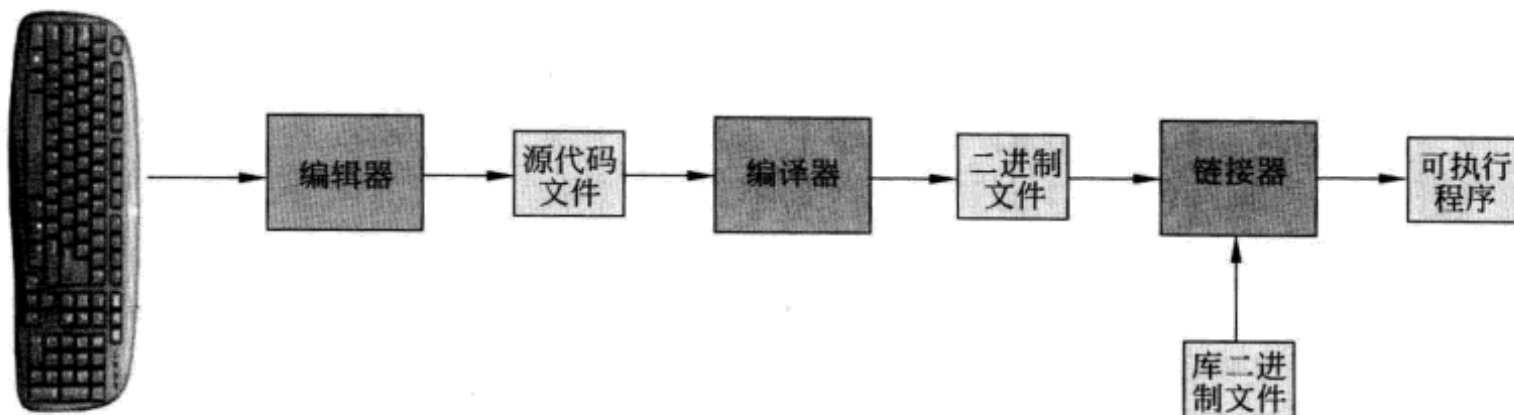 编辑器
源代码
文件
编译器
二进制
文件
链接器
可执行
程序
库二进
制文件